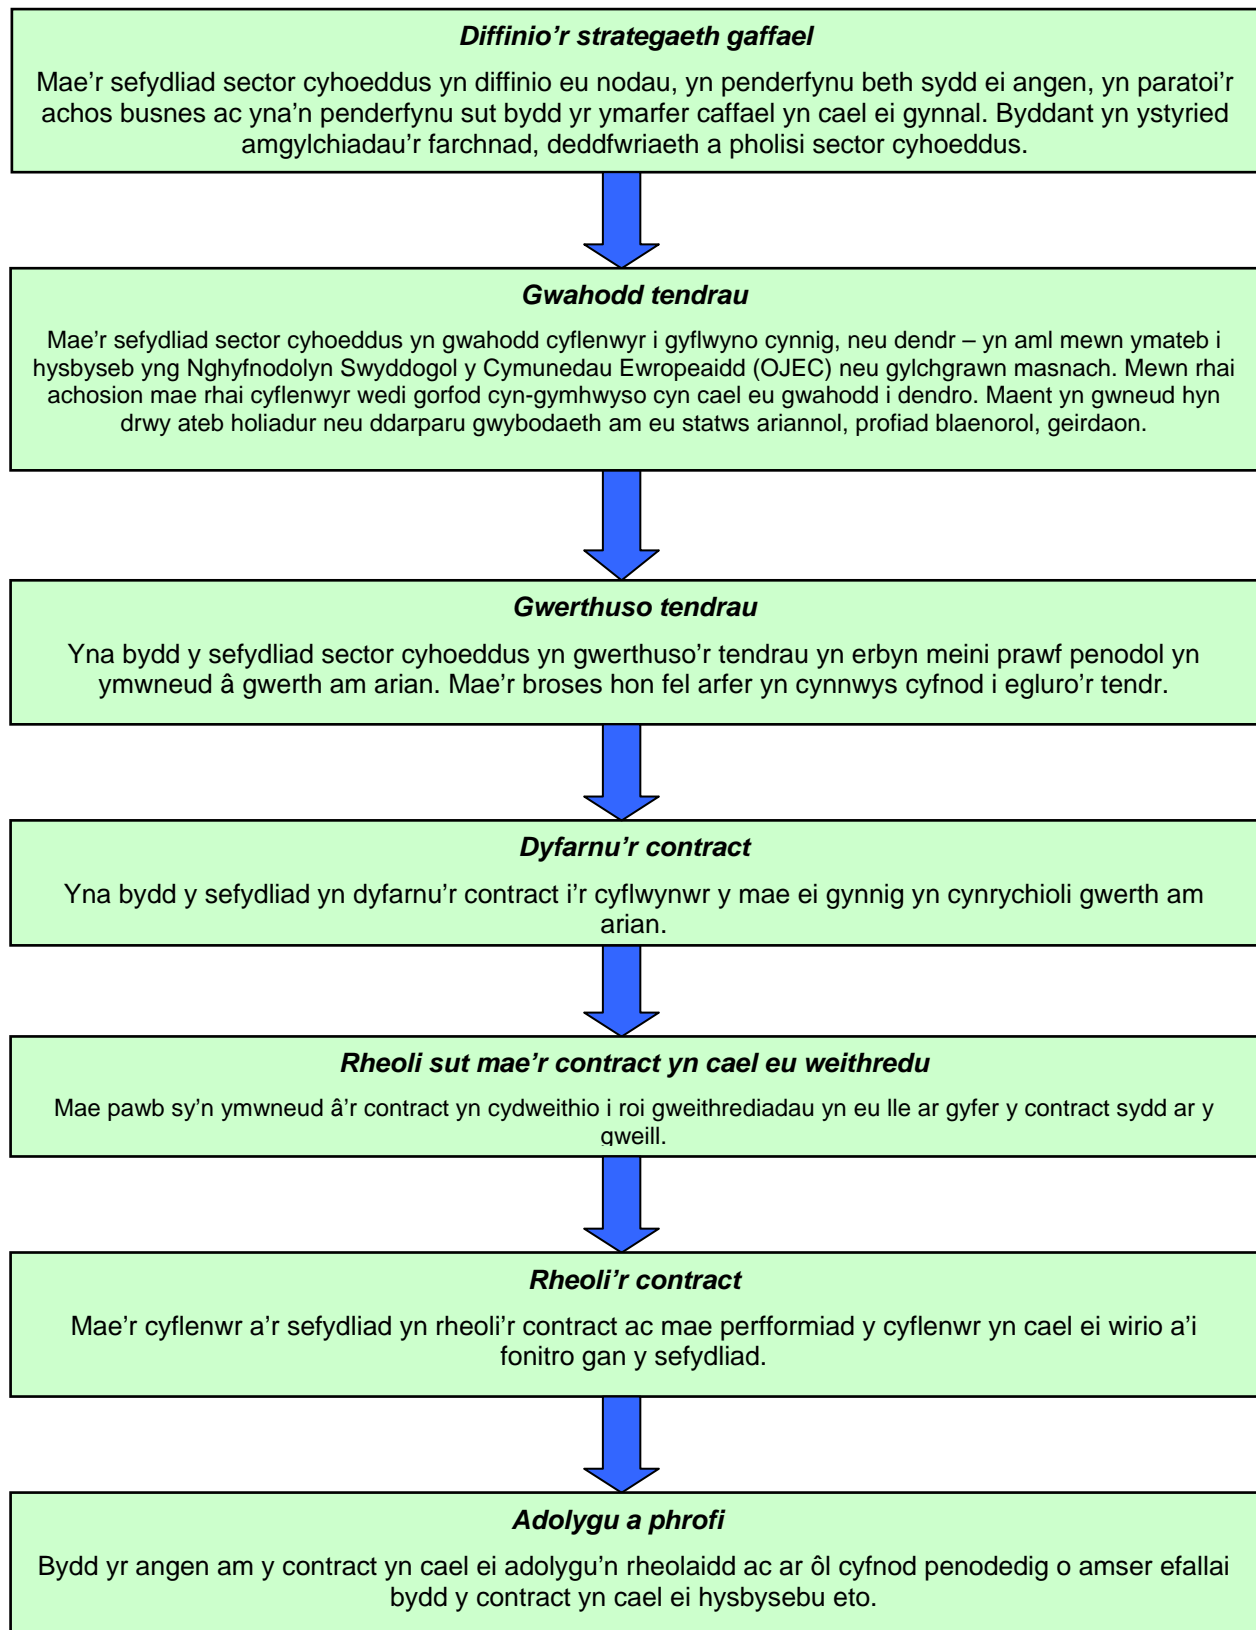 Diffinio’r strategaeth gaffael
Mae’r sefydliad sector cyhoeddus yn diffinio eu nodau, yn penderfynu beth sydd ei angen, yn paratoi’r
achos busnes ac yna’n penderfynu sut bydd yr ymarfer caffael yn cael ei gynnal. Byddant yn ystyried
amgylchiadau’r farchnad, deddfwriaeth a pholisi sector cyhoeddus.
Gwahodd tendrau
Mae’r sefydliad sector cyhoeddus yn gwahodd cyflenwyr i gyflwyno cynnig, neu dendr – yn aml mewn ymateb i
hysbyseb yng Nghyfnodolyn Swyddogol y Cymunedau Ewropeaidd (OJEC) neu gylchgrawn masnach. Mewn rhai
achosion mae rhai cyflenwyr wedi gorfod cyn-gymhwyso cyn cael eu gwahodd i dendro. Maent yn gwneud hyn
drwy ateb holiadur neu ddarparu gwybodaeth am eu statws ariannol, profiad blaenorol, geirdaon.
Gwerthuso tendrau
Yna bydd y sefydliad sector cyhoeddus yn gwerthuso’r tendrau yn erbyn meini prawf penodol yn
ymwneud â gwerth am arian. Mae’r broses hon fel arfer yn cynnwys cyfnod i egluro’r tendr.
Dyfarnu’r contract
Yna bydd y sefydliad yn dyfarnu’r contract i’r cyflwynwr y mae ei gynnig yn cynrychioli gwerth am
arian.
Rheoli sut mae’r contract yn cael eu weithredu
Mae pawb sy’n ymwneud â’r contract yn cydweithio i roi gweithrediadau yn eu lle ar gyfer y contract sydd ar y
gweill.
Rheoli’r contract
Mae’r cyflenwr a’r sefydliad yn rheoli’r contract ac mae perfformiad y cyflenwr yn cael ei wirio a’i
fonitro gan y sefydliad.
Adolygu a phrofi
Bydd yr angen am y contract yn cael ei adolygu’n rheolaidd ac ar ôl cyfnod penodedig o amser efallai
bydd y contract yn cael ei hysbysebu eto.